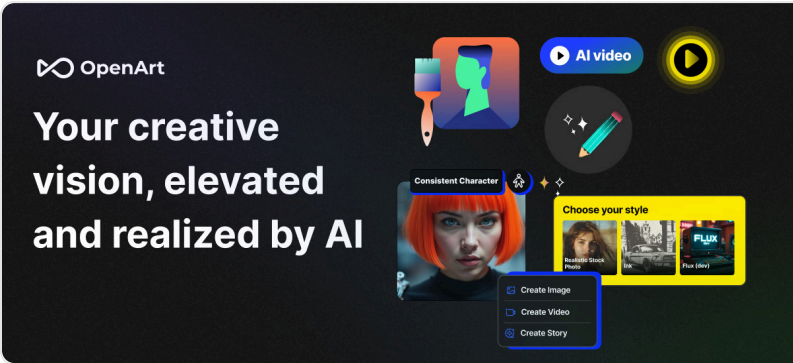 OpenArt
Your creative
vision, elevated
and realized by AI
AI video
Consistent Character
Choose your style
Realistic Stock
Photo
Ink
FLUX
Flux (dev)
Create Image
Create Video
Create Story